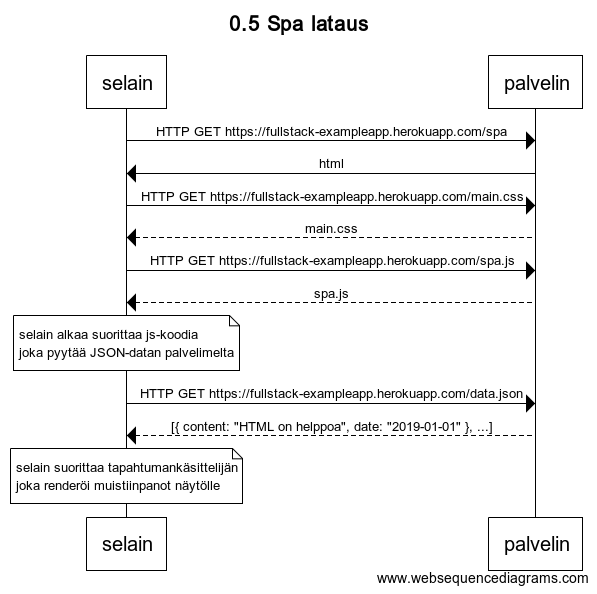 0.5 Spa lataus
selain
palvelin
HTTP GET https://fullstack-exampleapp.herokuapp.com/spa
html
HTTP GET https://fullstack-exampleapp.herokuapp.com/main.css
main.css
HTTP GET https://fullstack-exampleapp.herokuapp.com/spa.js
spa.js
selain alkaa suorittaa js-koodia
joka pyytää JSON-datan palvelimelta
HTTP GET https://fullstack-exampleapp.herokuapp.com/data.json
[{ content: "HTML on helppoa", date: "2019-01-01" }, ...]
selain suorittaa tapahtumankäsittelijän
joka renderöi muistiinpanot näytölle
selain
palvelin
www.websequencediagrams.com